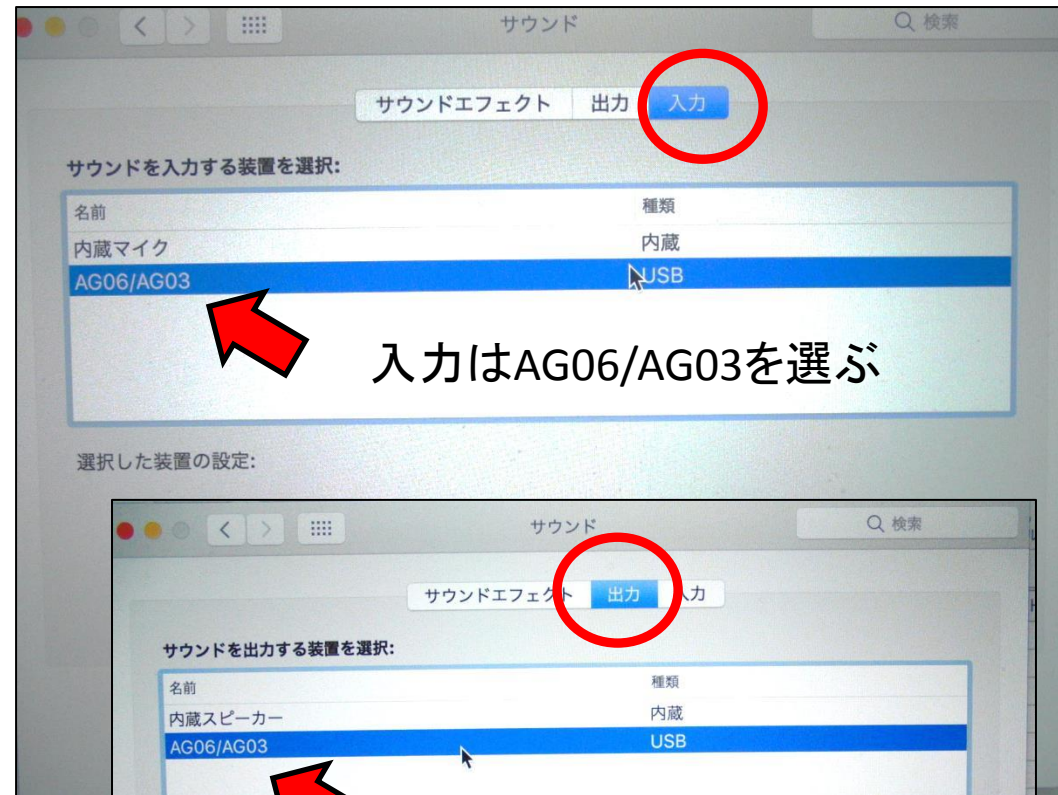 サウンド
検索
サウンドエフェクト 出力 入力
サウンドを入力する装置を選択:
名前 種類
内蔵マイク 内蔵
AG06/AG03 USB
入力はAG06/AG03を選ぶ
選択した装置の設定:
サウンド
検索
サウンドエフェクト 出力 入力
サウンドを出力する装置を選択:
名前 種類
内蔵スピーカー 内蔵
AG06/AG03 USB